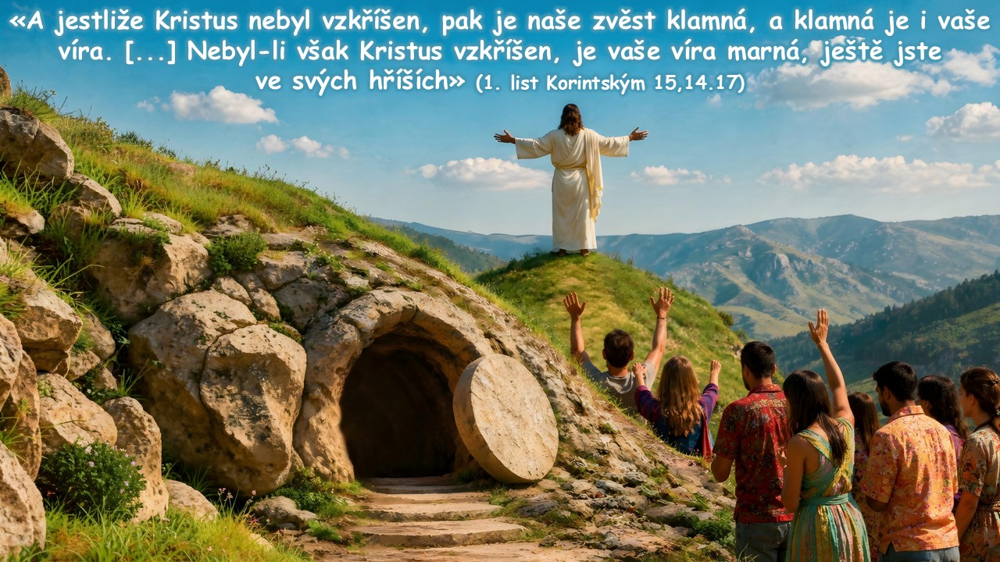 «A jestliže Kristus nebyl vzkříšen, pak je naše zvěst klamná, a klamná je i vaše
víra. [...] Nebyl-li však Kristus vzkříšen, je vaše víra marná, ještě jste
ve svých hříších» (1. list Korintským 15,14.17)